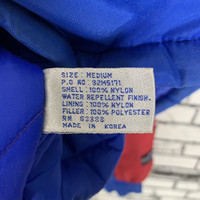 SIZE: MEDIUM
P.O NO. 92M5171
SHELL: 100% NYLON
WATER REPELLENT FINISH.
LINING: 100% NYLON
FILLER: 100% POLYESTER
RN 53386
MADE IN KOREA